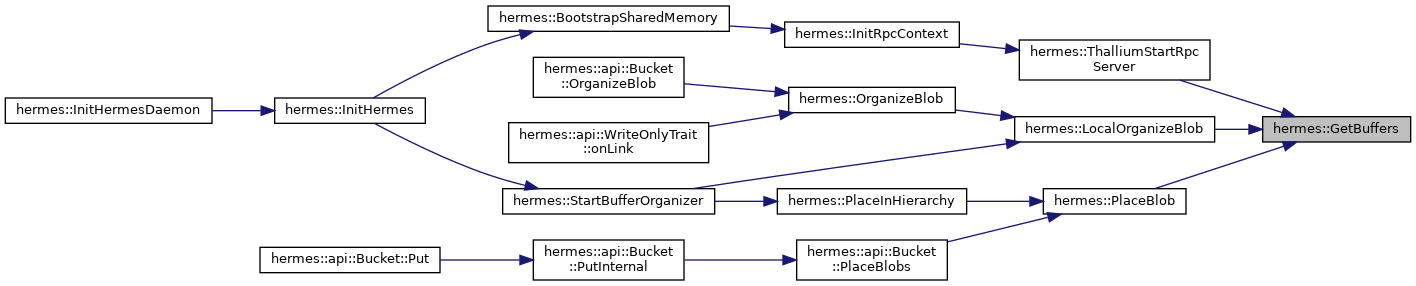 hermes::BootstrapSharedMemory
hermes::InitRpcContext
hermes::ThalliumStartRpc
Server
hermes::api::Bucket
::OrganizeBlob
hermes::OrganizeBlob
hermes::InitHermesDaemon
hermes::InitHermes
hermes::api::WriteOnlyTrait
::onLink
hermes::LocalOrganizeBlob
hermes::GetBuffers
hermes::StartBufferOrganizer
hermes::PlaceInHierarchy
hermes::PlaceBlob
hermes::api::Bucket::Put
hermes::api::Bucket
::PutInternal
hermes::api::Bucket
::PlaceBlobs